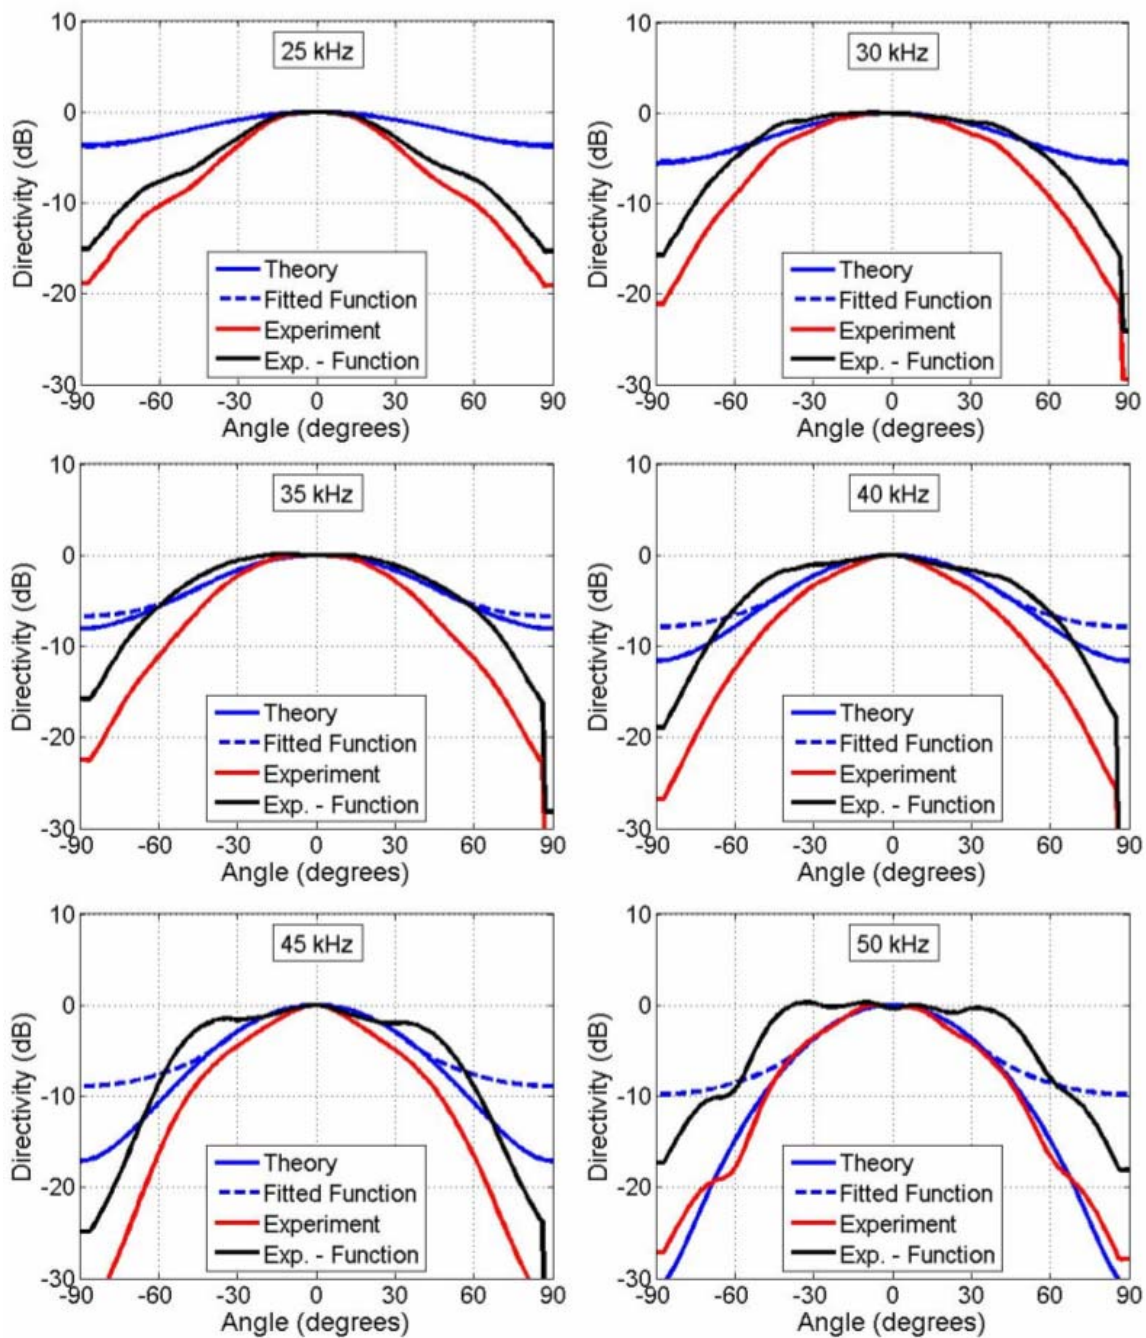 25 kHz
10
0
-10
-20
-30
Directivity (dB)
Theory
Fitted Function
Experiment
Exp. - Function
-90 -60 -30 0 30 60 90
Angle (degrees)
30 kHz
10
0
-10
-20
-30
Directivity (dB)
Theory
Fitted Function
Experiment
Exp. - Function
-90 -60 -30 0 30 60 90
Angle (degrees)
35 kHz
10
0
-10
-20
-30
Directivity (dB)
Theory
Fitted Function
Experiment
Exp. - Function
-90 -60 -30 0 30 60 90
Angle (degrees)
40 kHz
10
0
-10
-20
-30
Directivity (dB)
Theory
Fitted Function
Experiment
Exp. - Function
-90 -60 -30 0 30 60 90
Angle (degrees)
45 kHz
10
0
-10
-20
-30
Directivity (dB)
Theory
Fitted Function
Experiment
Exp. - Function
-90 -60 -30 0 30 60 90
Angle (degrees)
50 kHz
10
0
-10
-20
-30
Directivity (dB)
Theory
Fitted Function
Experiment
Exp. - Function
-90 -60 -30 0 30 60 90
Angle (degrees)